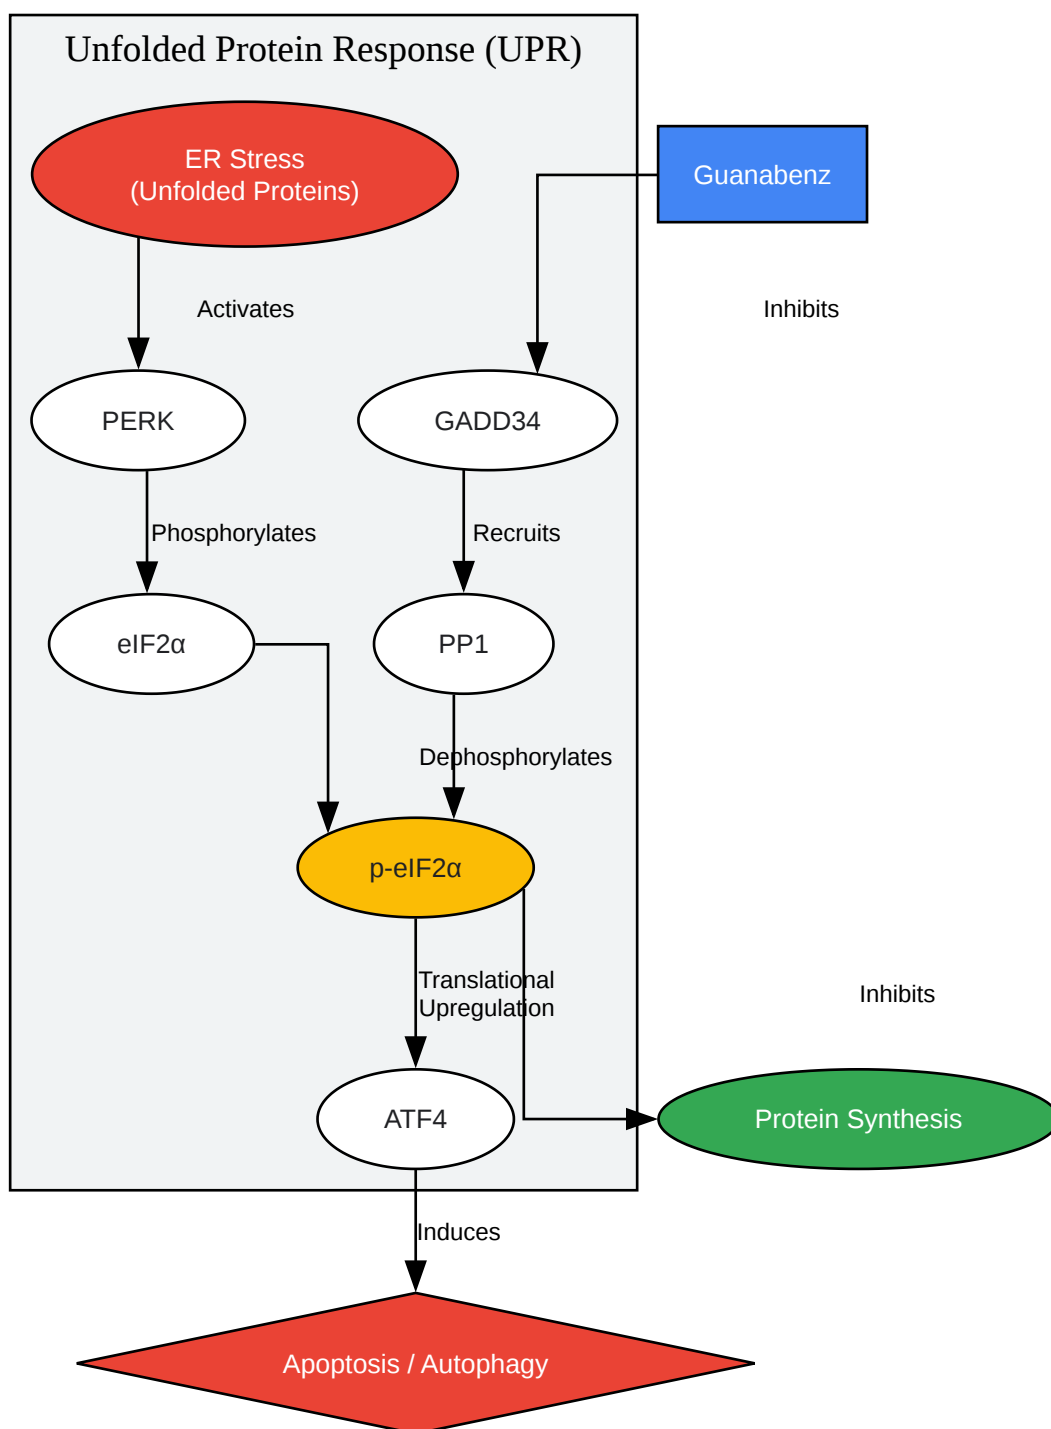 Unfolded Protein Response (UPR)
ER Stress
(Unfolded Proteins)
Guanabenz
Activates
Inhibits
PERK
GADD34
Phosphorylates
Recruits
eIF2α
PP1
Dephosphorylates
p-eIF2α
Translational
Upregulation
Inhibits
ATF4
Protein Synthesis
Induces
Apoptosis / Autophagy